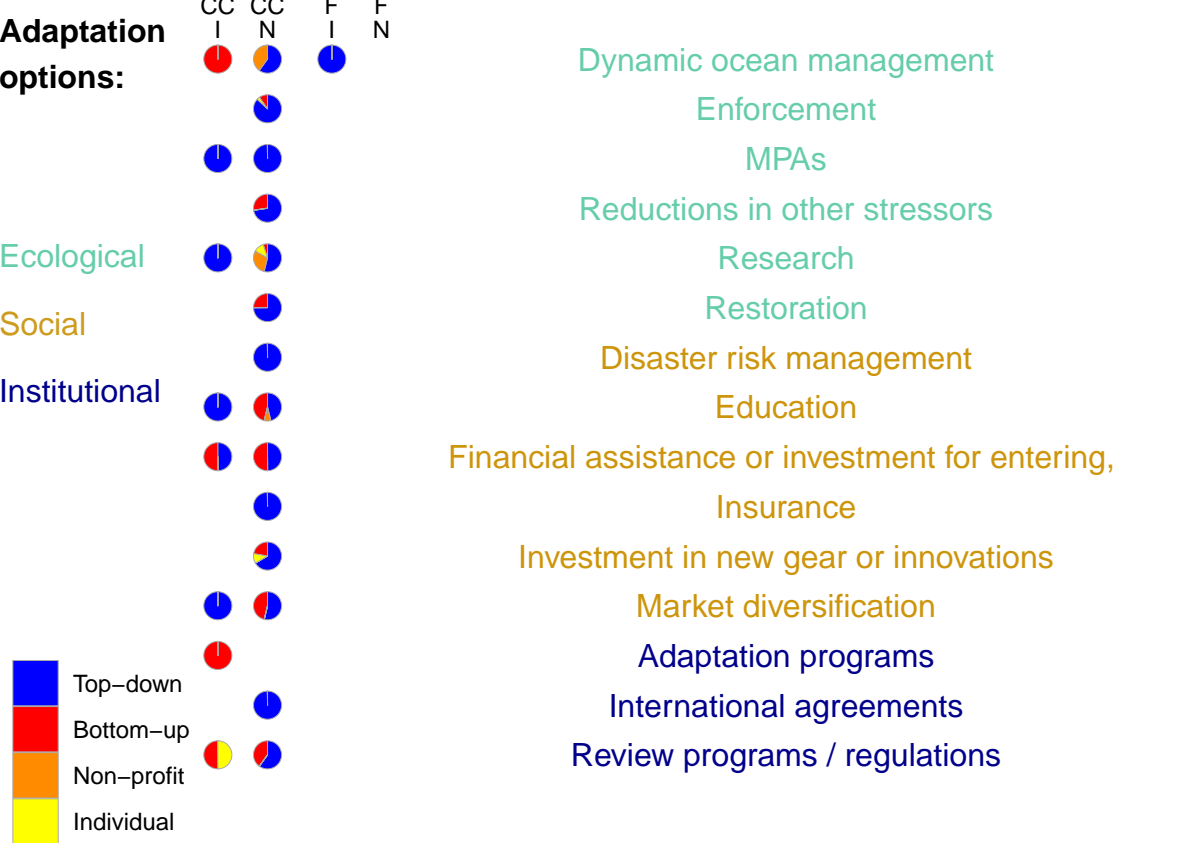 CC CC F F
Adaptation I N I N
options:
Dynamic ocean management
Enforcement
MPAs
Reductions in other stressors
Ecological
Research
Restoration
Social
Disaster risk management
Institutional
Education
Financial assistance or investment for entering,
Insurance
Investment in new gear or innovations
Market diversification
Adaptation programs
International agreements
Review programs / regulations
Top−down
Bottom−up
Non−profit
Individual